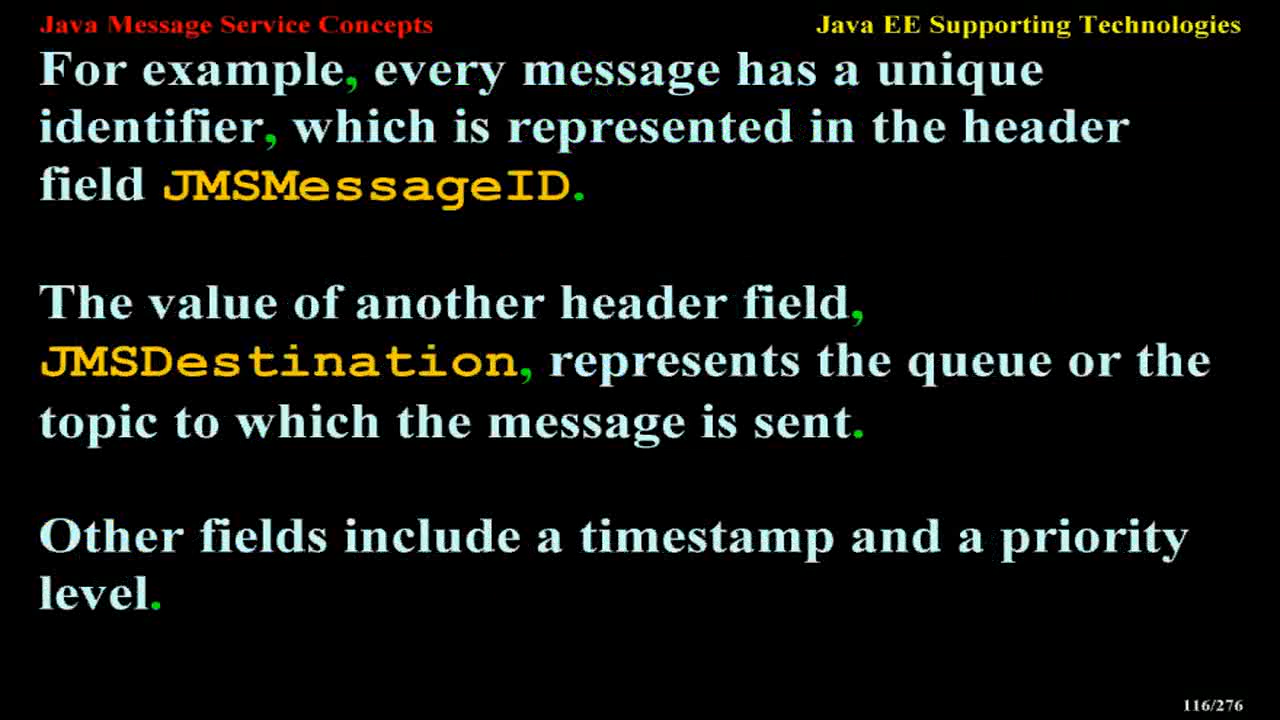 Java Message Service Concepts
Java EE Supporting Technologies
For example, every message has a unique
identifier, which is represented in the header
field JMSMessageID.
The value of another header field,
JMSDestination, represents the queue or the
topic to which the message is sent.
Other fields include a timestamp and a priority
level.
116/276